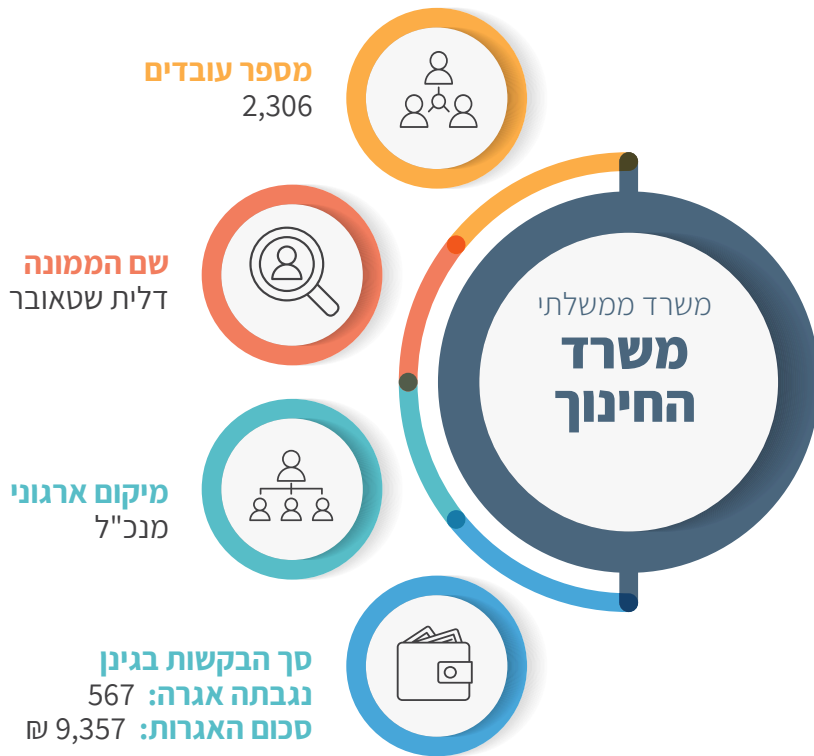 משרד ממשלתי
משרד
החינוך
מספר עובדים
2,306
שם הממונה
דלית שטאובר
מיקום ארגוני
מנכ"ל
סך הבקשות בגינן
נגבתה אגרה: 567
סכום האגרות: 9,357 ₪